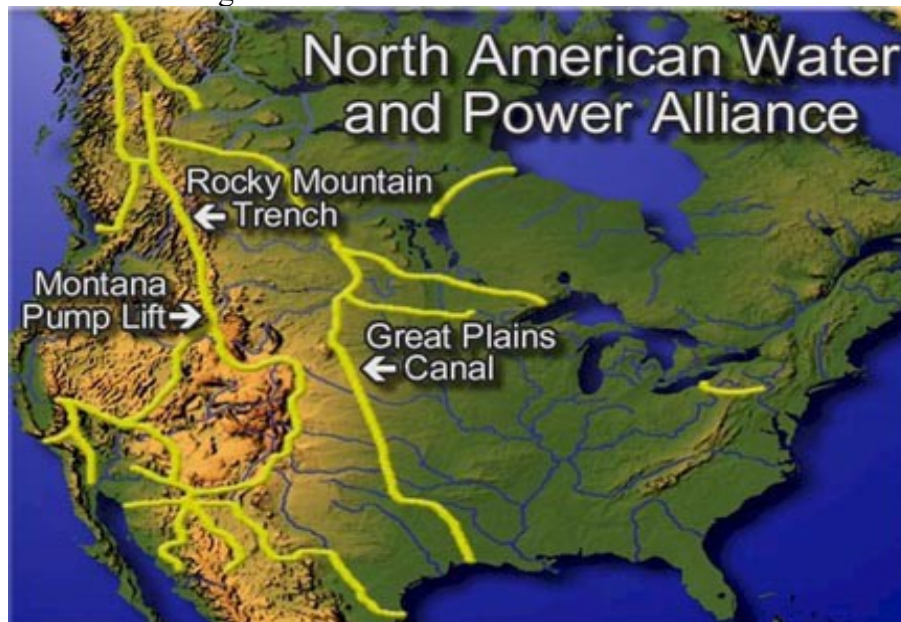 North American Water
and Power Alliance
Rocky Mountain
← Trench
Montana
Pump Lift→
Great Plains
← Canal